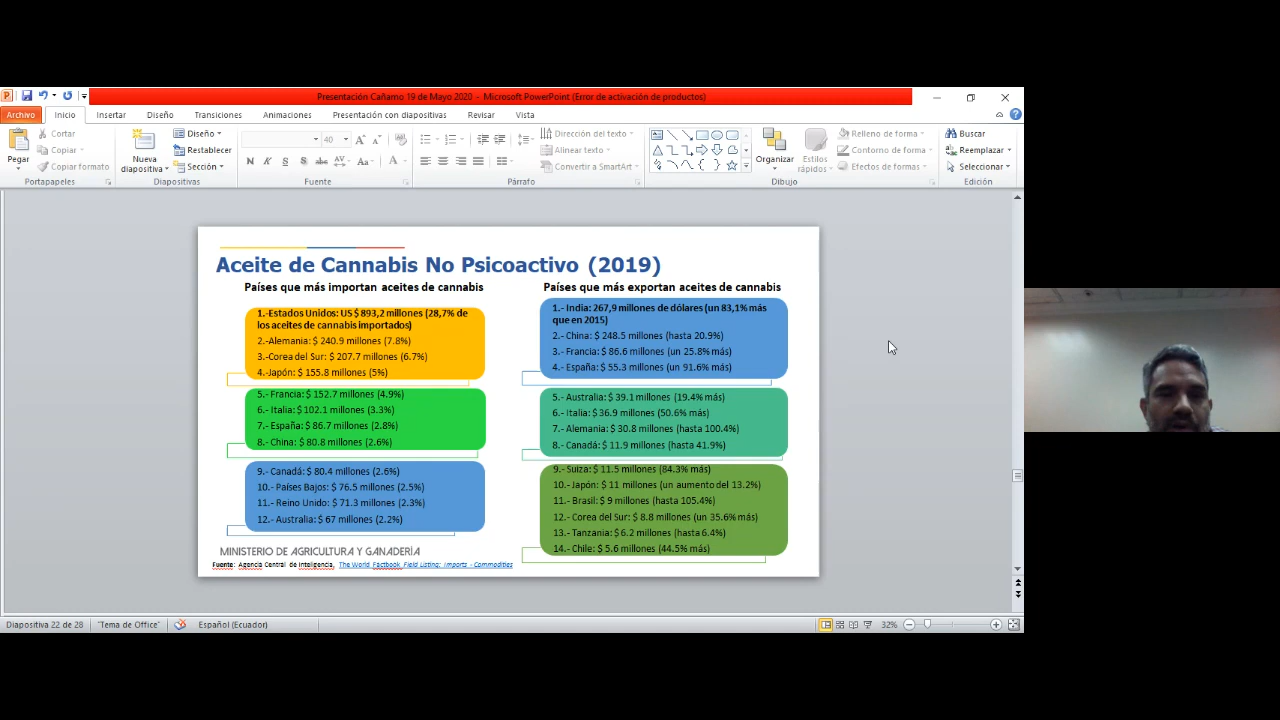 Presentación Cañamo 19 de Mayo 2020 - Microsoft PowerPoint (Error de activación de productos)
Archivo Inicio Insertar Diseño Transiciones Animaciones Presentación con diapositivas Revisar Vista
Pegar
Cortar
Copiar
Copiar formato
Portapapeles
Nueva
diapositiva
Diseño
Restablecer
Sección
Diapositivas
40
N K S S abc AV Aa A
Fuente
Dirección del texto
Alinear texto
Convertir a SmartArt
Párrafo
Organizar
Estilos
rápidos
Relleno de forma
Contorno de forma
Efectos de formas
Dibujo
Buscar
Reemplazar
Seleccionar
Edición
Aceite de Cannabis No Psicoactivo (2019)
Países que más importan aceites de cannabis
1.-Estados Unidos: US $ 893,2 millones (28,7% de
los aceites de cannabis importados)
2.-Alemania: $ 240.9 millones (7.8%)
3.-Corea del Sur: $ 207.7 millones (6.7%)
4.-Japón: $ 155.8 millones (5%)
5.- Francia: $ 152.7 millones (4.9%)
6.- Italia: $ 102.1 millones (3.3%)
7.- España: $ 86.7 millones (2.8%)
8.- China: $ 80.8 millones (2.6%)
9.- Canadá: $ 80.4 millones (2.6%)
10.- Países Bajos: $ 76.5 millones (2.5%)
11.- Reino Unido: $ 71.3 millones (2.3%)
12.- Australia: $ 67 millones (2.2%)
Países que más exportan aceites de cannabis
1.- India: 267,9 millones de dólares (un 83,1% más
que en 2015)
2.- China: $ 248.5 millones (hasta 20.9%)
3.- Francia: $ 86.6 millones (un 25.8% más)
4.- España: $ 55.3 millones (un 91.6% más)
5.- Australia: $ 39.1 millones (19.4% más)
6.- Italia: $ 36.9 millones (50.6% más)
7.- Alemania: $ 30.8 millones (hasta 100.4%)
8.- Canadá: $ 11.9 millones (hasta 41.9%)
9.- Suiza: $ 11.5 millones (84.3% más)
10.- Japón: $ 11 millones (un aumento del 13.2%)
11.- Brasil: $ 9 millones (hasta 105.4%)
12.- Corea del Sur: $ 8.8 millones (un 35.6% más)
13.- Tanzania: $ 6.2 millones (hasta 6.4%)
14.- Chile: $ 5.6 millones (44.5% más)
MINISTERIO DE AGRICULTURA Y GANADERÍA
Fuente: Agencia Central de Inteligencia, The World Factbook Field Listing: Imports - Commodities
Diapositiva 22 de 28 "Tema de Office" Español (Ecuador) 32%